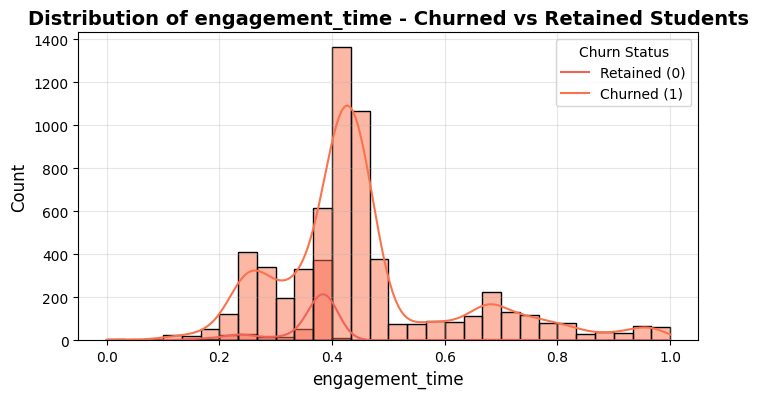 Distribution of engagement_time - Churned vs Retained Students
1400
1200
1000
800
600
400
200
0
Count
Churn Status
Retained (0)
Churned (1)
0.0 0.2 0.4 0.6 0.8 1.0
engagement_time